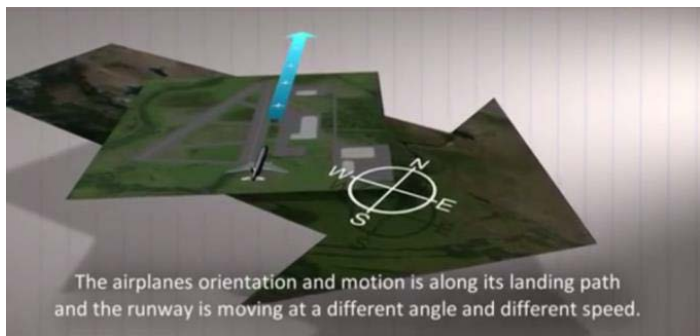 N
W
E
S
The airplanes orientation and motion is along its landing path
and the runway is moving at a different angle and different speed.